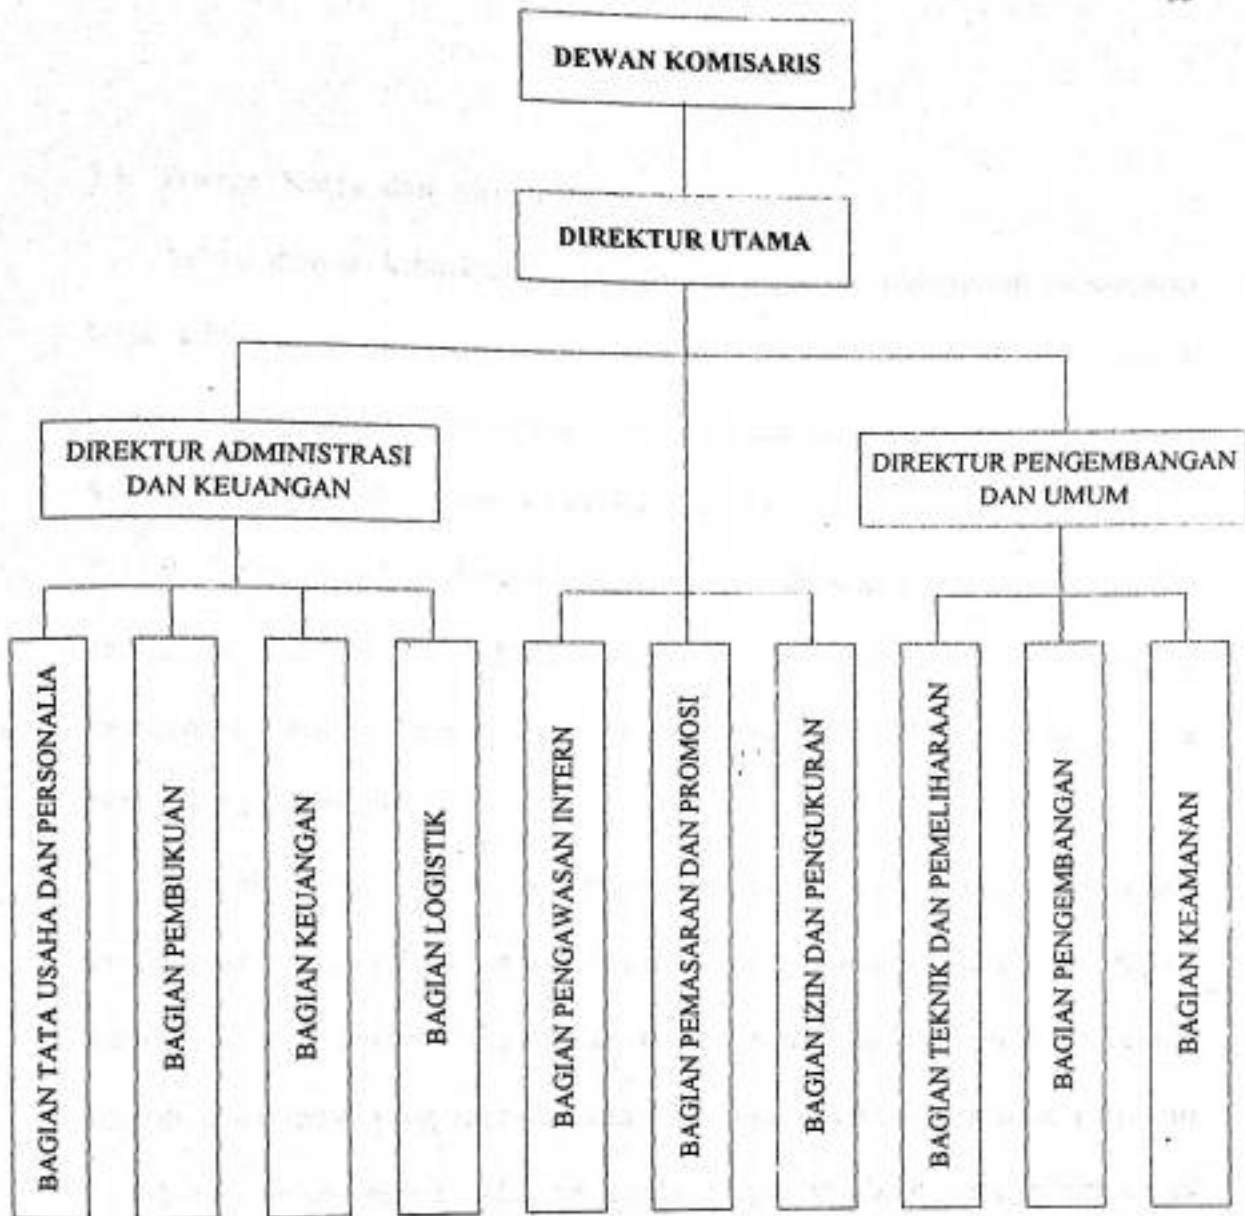 DEWAN KOMISARIS
DIREKTUR UTAMA
DIREKTUR ADMINISTRASI
DAN KEUANGAN
DIREKTUR PENGEMBANGAN
DAN UMUM
BAGIAN TATA USAHA DAN PERSONALIA
BAGIAN PEMBUKUAN
BAGIAN KEUANGAN
BAGIAN LOGISTIK
BAGIAN PENGAWASAN INTERN
BAGIAN PEMASARAN DAN PROMOSI
BAGIAN IZIN DAN PENGUKURAN
BAGIAN TEKNIK DAN PEMELIHARAAN
BAGIAN PENGEMBANGAN
BAGIAN KEAMANAN